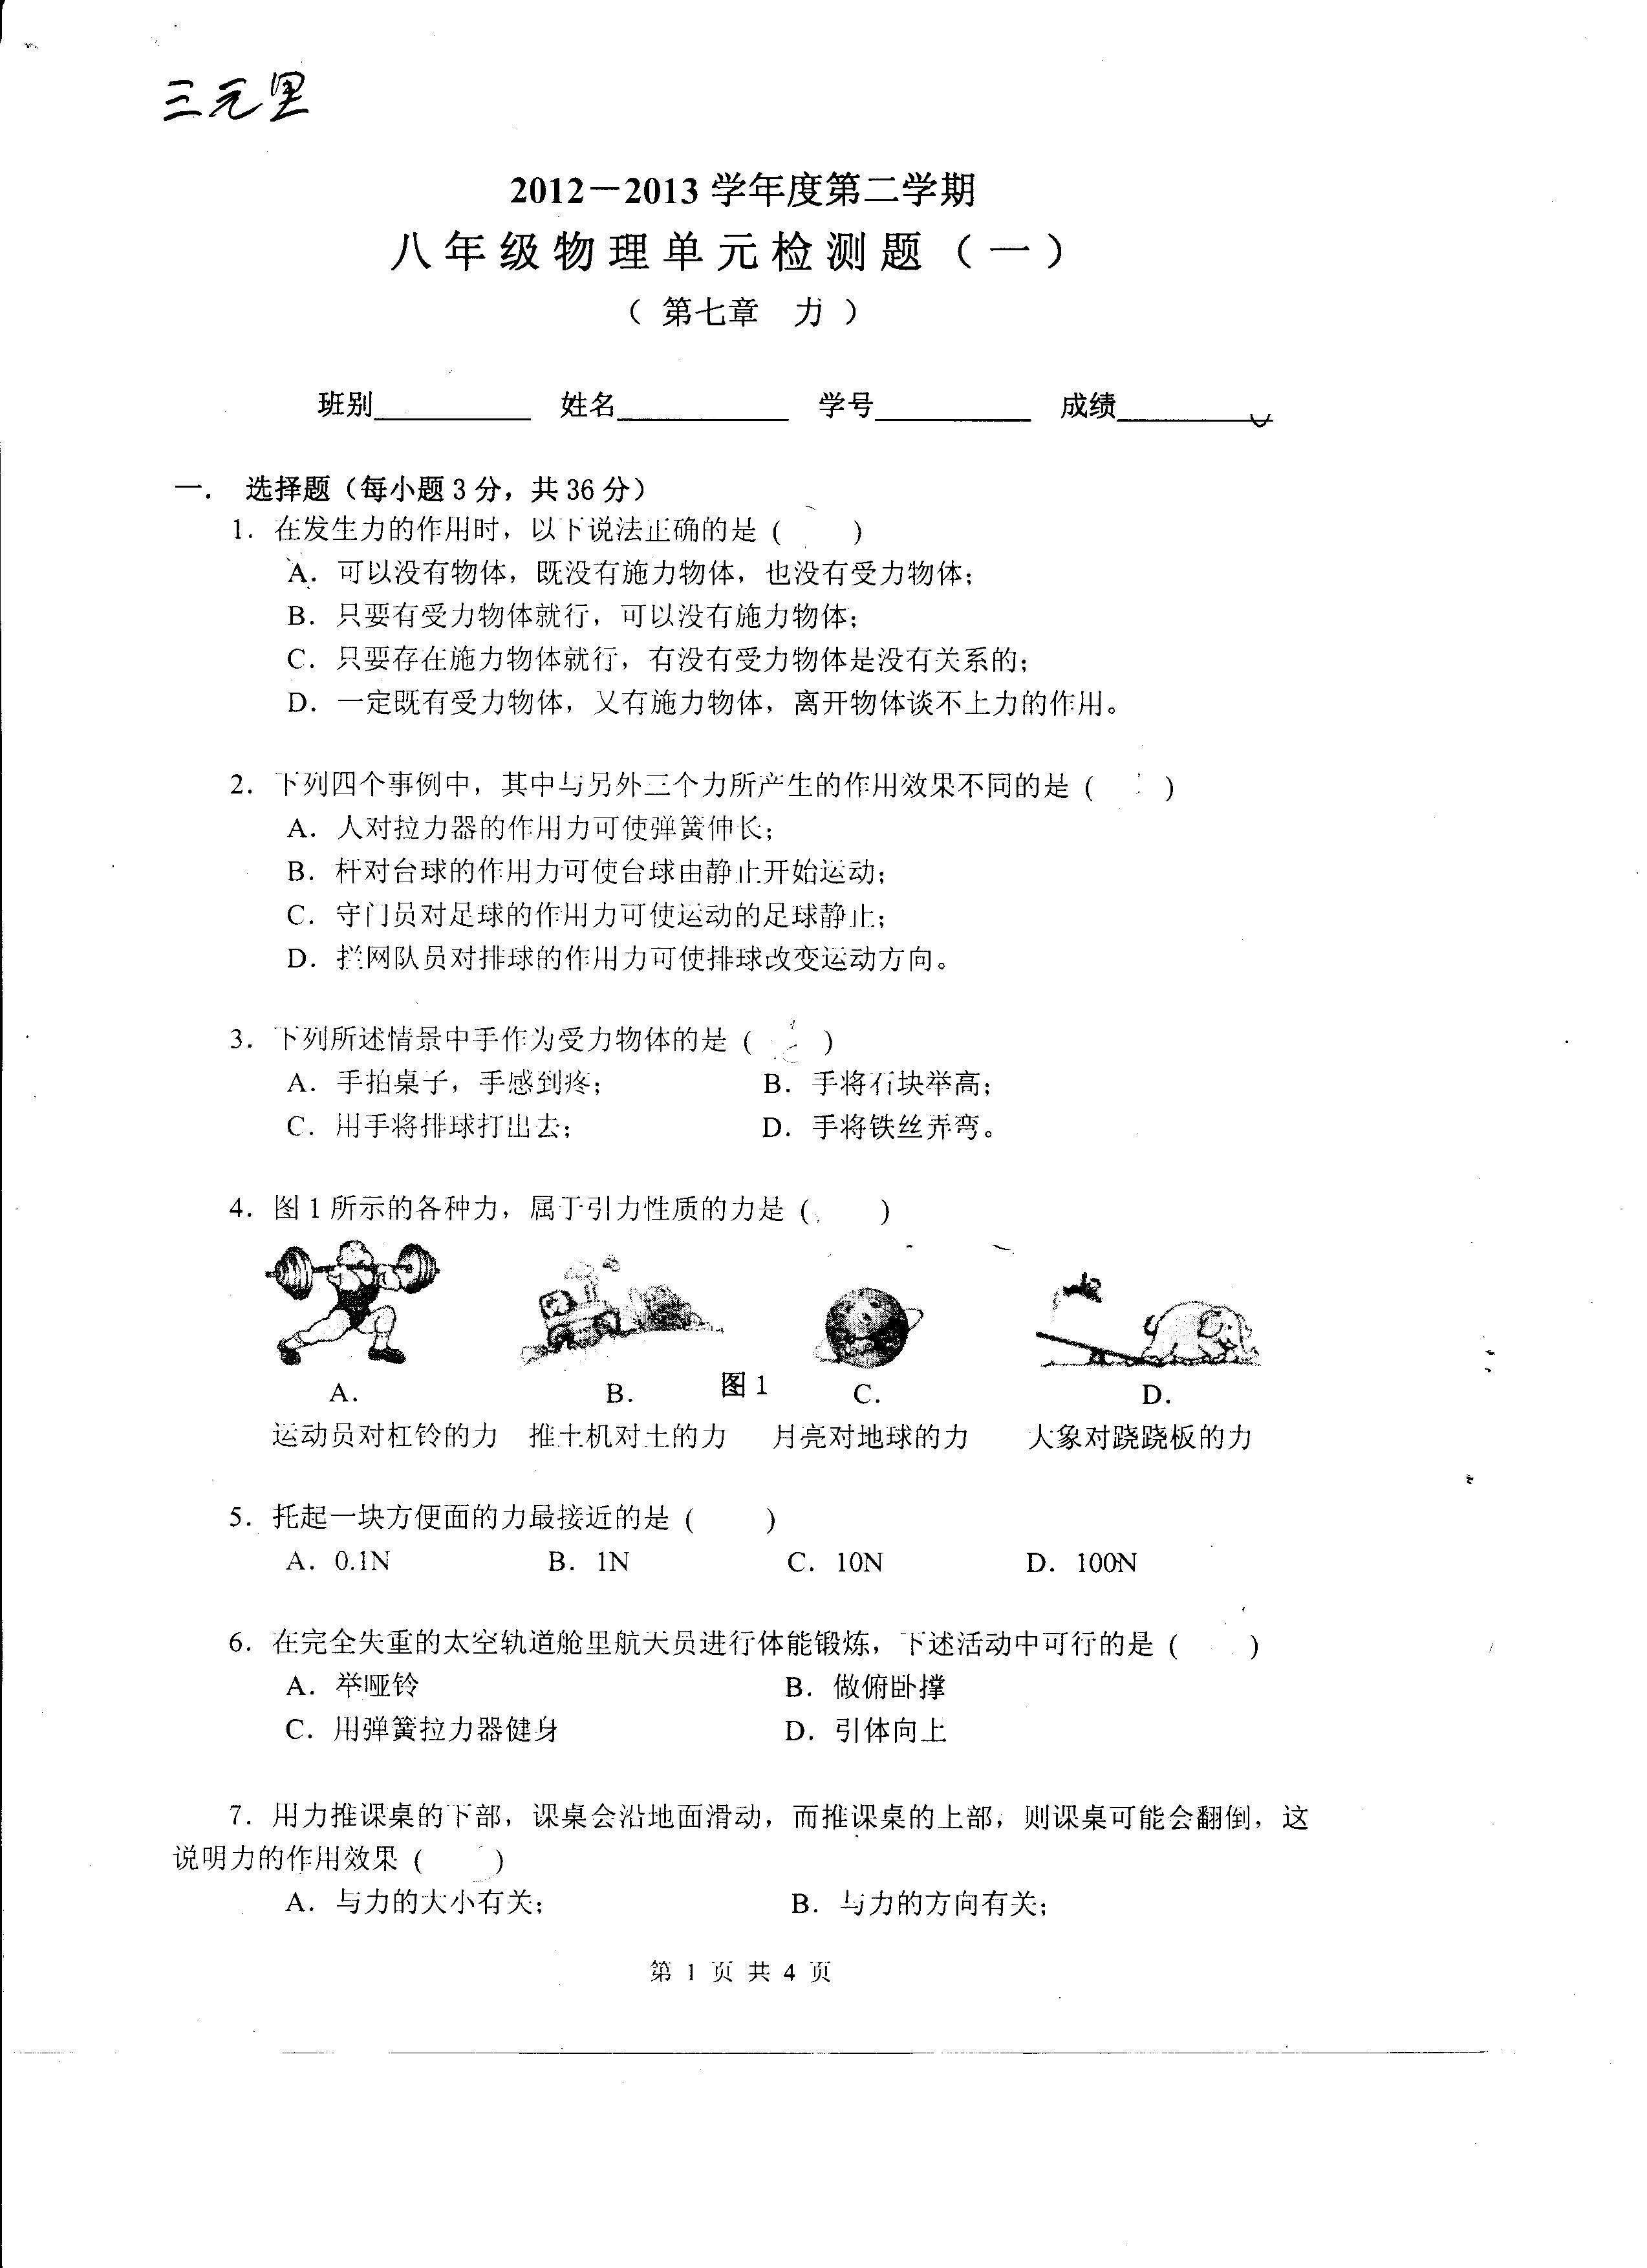 三元里
2012－2013 学年度第二学期
八年级物理单元检测题（一）
（ 第七章 力 ）
班别__________ 姓名__________ 学号__________ 成绩__________
一. 选择题（每小题 3 分，共 36 分）
1. 在发生力的作用时，以下说法正确的是（ ）
A. 可以没有物体，既没有施力物体，也没有受力物体；
B. 只要有受力物体就行，可以没有施力物体；
C. 只要存在施力物体就行，有没有受力物体是没有关系的；
D. 一定既有受力物体，又有施力物体，离开物体谈不上力的作用。
2. 下列四个事例中，其中与另外三个力所产生的作用效果不同的是（ ）
A. 人对拉力器的作用力可使弹簧伸长；
B. 杆对台球的作用力可使台球由静止开始运动；
C. 守门员对足球的作用力可使运动的足球静止；
D. 拦网队员对排球的作用力可使排球改变运动方向。
3. 下列所述情景中手作为受力物体的是（ ）
A. 手拍桌子，手感到疼； B. 手将石块举高；
C. 用手将排球打出去； D. 手将铁丝弄弯。
4. 图 1 所示的各种力，属于引力性质的力是（ ）
A. B. 图 1 C. D.
运动员对杠铃的力 推土机对土的力 月亮对地球的力 大象对跷跷板的力
5. 托起一块方便面的力最接近的是（ ）
A. 0.1N B. 1N C. 10N D. 100N
6. 在完全失重的太空轨道舱里航天员进行体能锻炼，下述活动中可行的是（ ）
A. 举哑铃 B. 做俯卧撑
C. 用弹簧拉力器健身 D. 引体向上
7. 用力推课桌的下部，课桌会沿地面滑动，而推课桌的上部，则课桌可能会翻倒，这
说明力的作用效果（ ）
A. 与力的大小有关； B. 与力的方向有关；
第 1 页 共 4 页